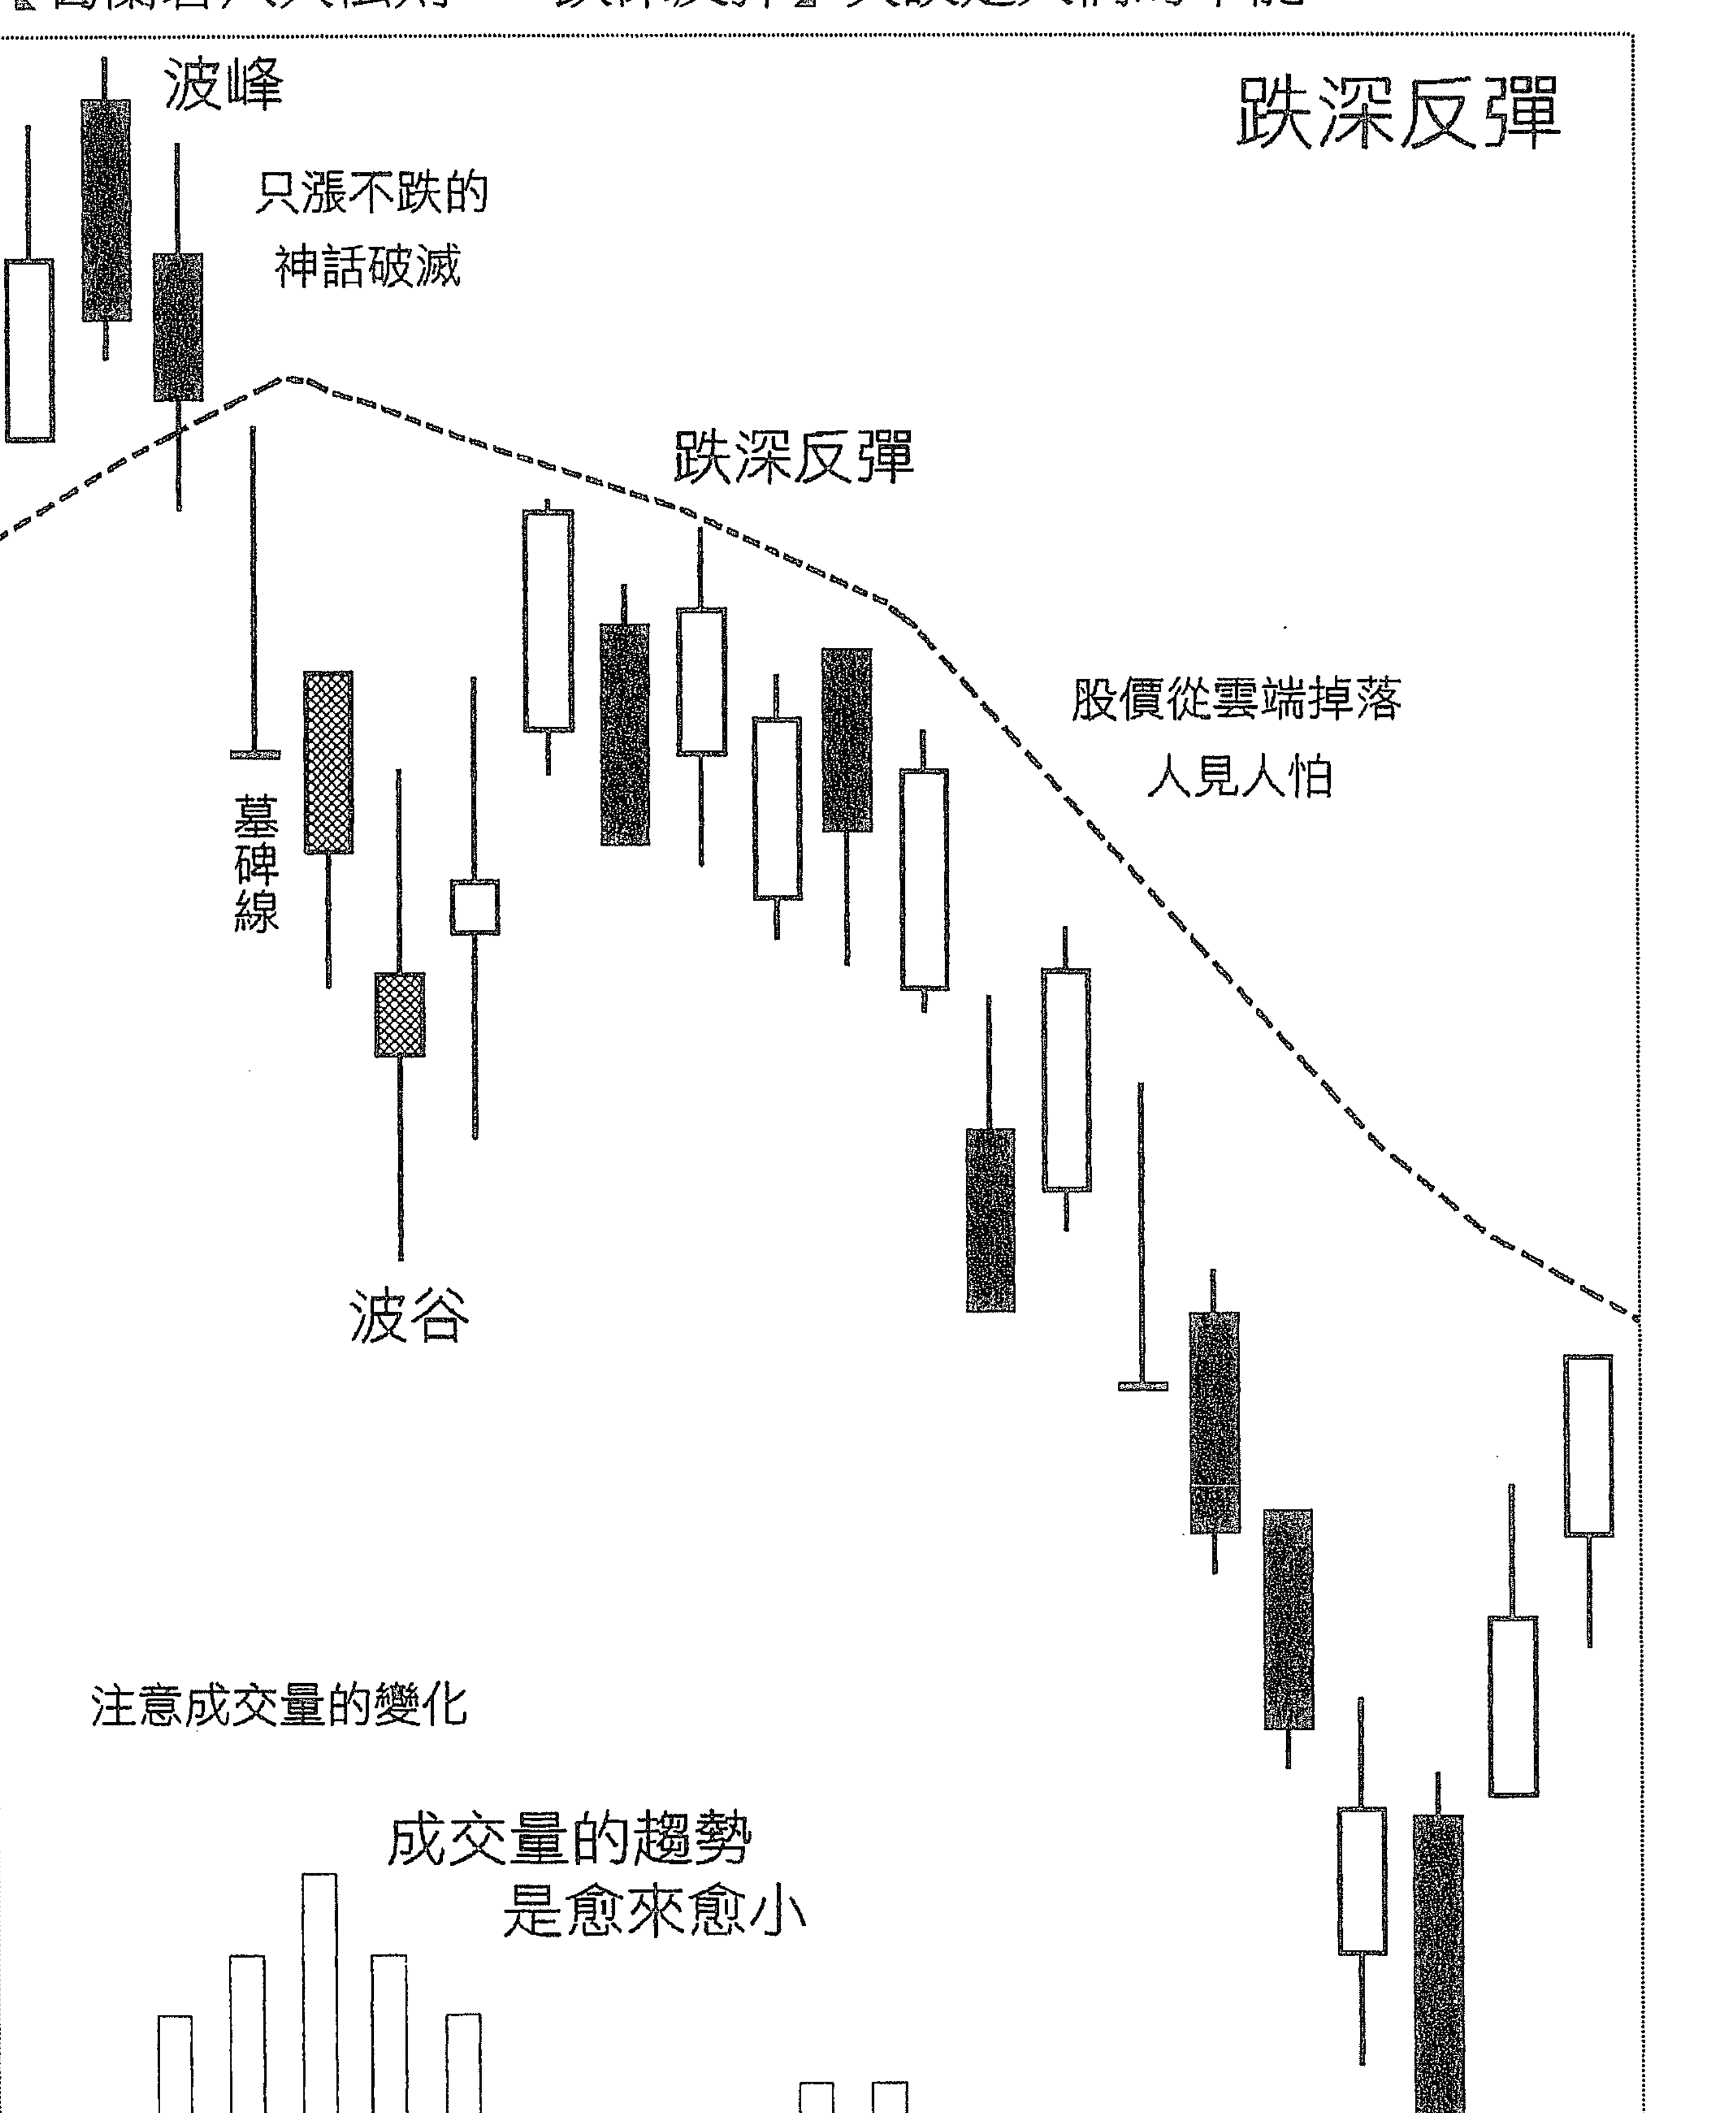 波峰
跌深反彈
只漲不跌的
神話破滅
跌深反彈
股價從雲端掉落
人見人怕
墓碑線
波谷
注意成交量的變化
成交量的趨勢
是愈來愈小